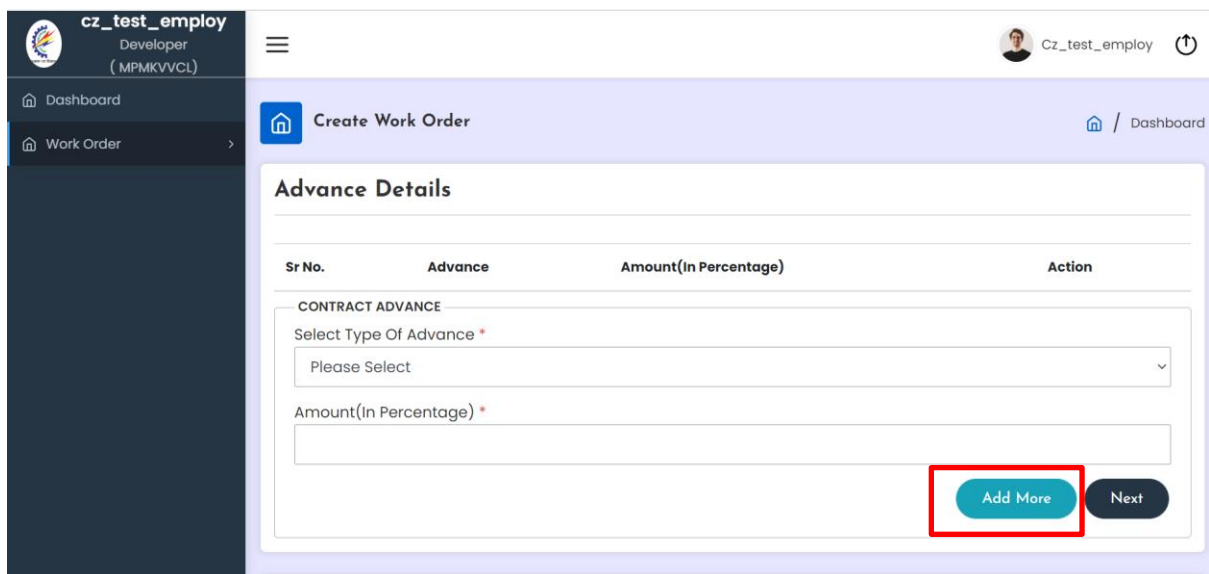 cz_test_employ
Developer
( MPMKVVCL)
Cz_test_employ
Dashboard
Work Order
Create Work Order
/ Dashboard
Advance Details
Sr No. Advance Amount(In Percentage) Action
CONTRACT ADVANCE
Select Type Of Advance *
Please Select
Amount(In Percentage) *
Add More Next